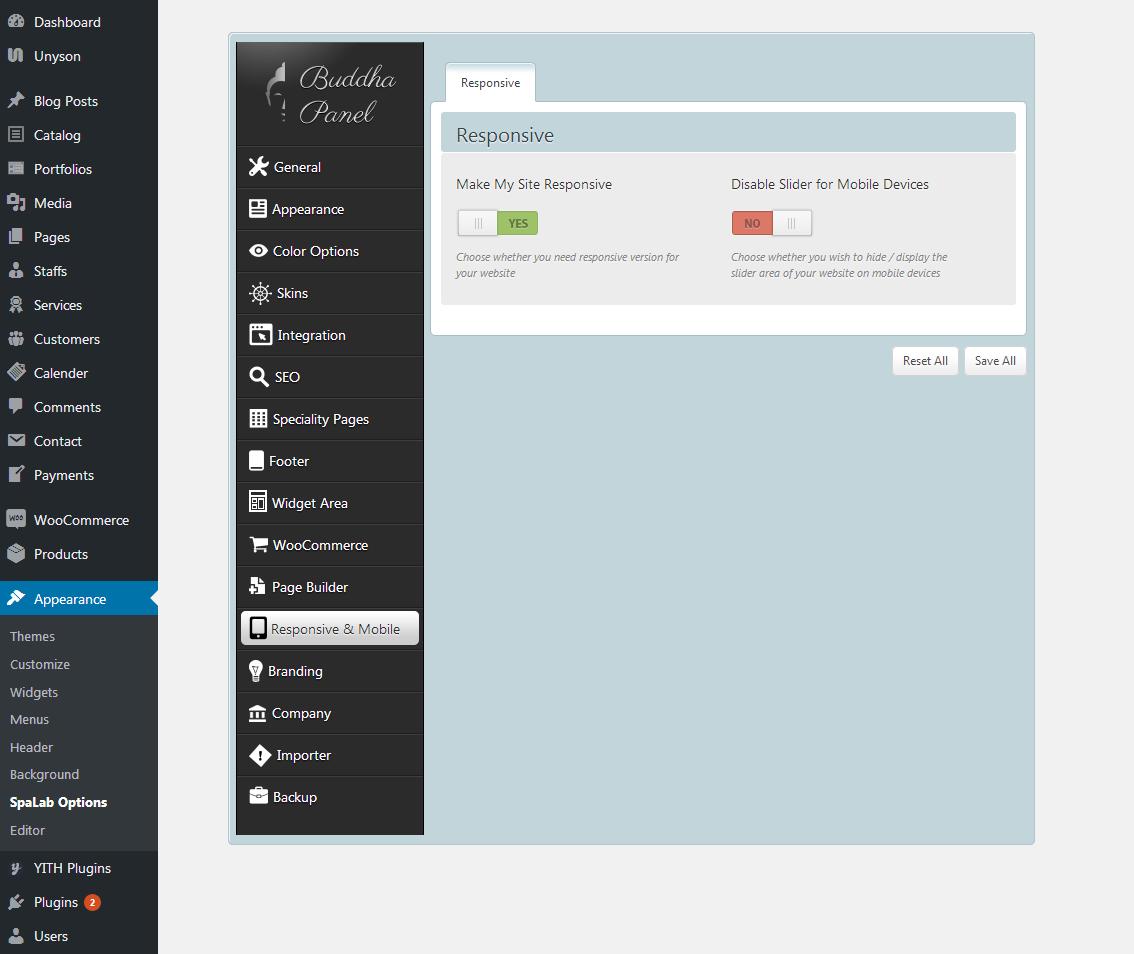 Dashboard
Unyson
Blog Posts
Catalog
Portfolios
Media
Pages
Staffs
Services
Customers
Calender
Comments
Contact
Payments
WOO
WooCommerce
Products
Appearance
Themes
Customize
Widgets
Menus
Header
Background
SpaLab Options
Editor
YITH Plugins
Plugins 2
Users
Buddha
Panel
General
Appearance
Color Options
Skins
Integration
SEO
Speciality Pages
Footer
Widget Area
WooCommerce
Page Builder
Responsive & Mobile
Branding
Company
Importer
Backup
Responsive
Responsive
Make My Site Responsive
YES
Choose whether you need responsive version for
your website
Disable Slider for Mobile Devices
NO
Choose whether you wish to hide / display the
slider area of your website on mobile devices
Reset All
Save All